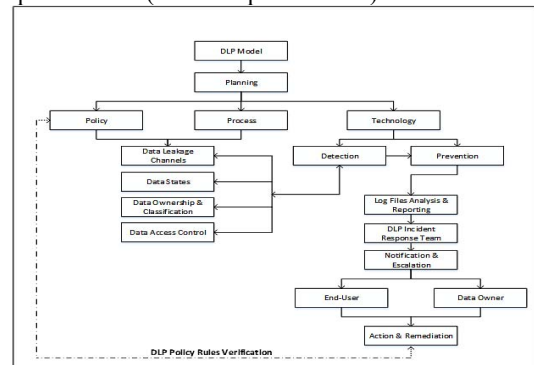 DLP Model
Planning
Policy
Process
Technology
Data Leakage
Channels
Detection
Prevention
Data States
Data Ownership &
Classification
Data Access Control
Log Files Analysis &
Reporting
DLP Incident
Response Team
Notification &
Escalation
End-User
Data Owner
Action & Remediation
DLP Policy Rules Verification